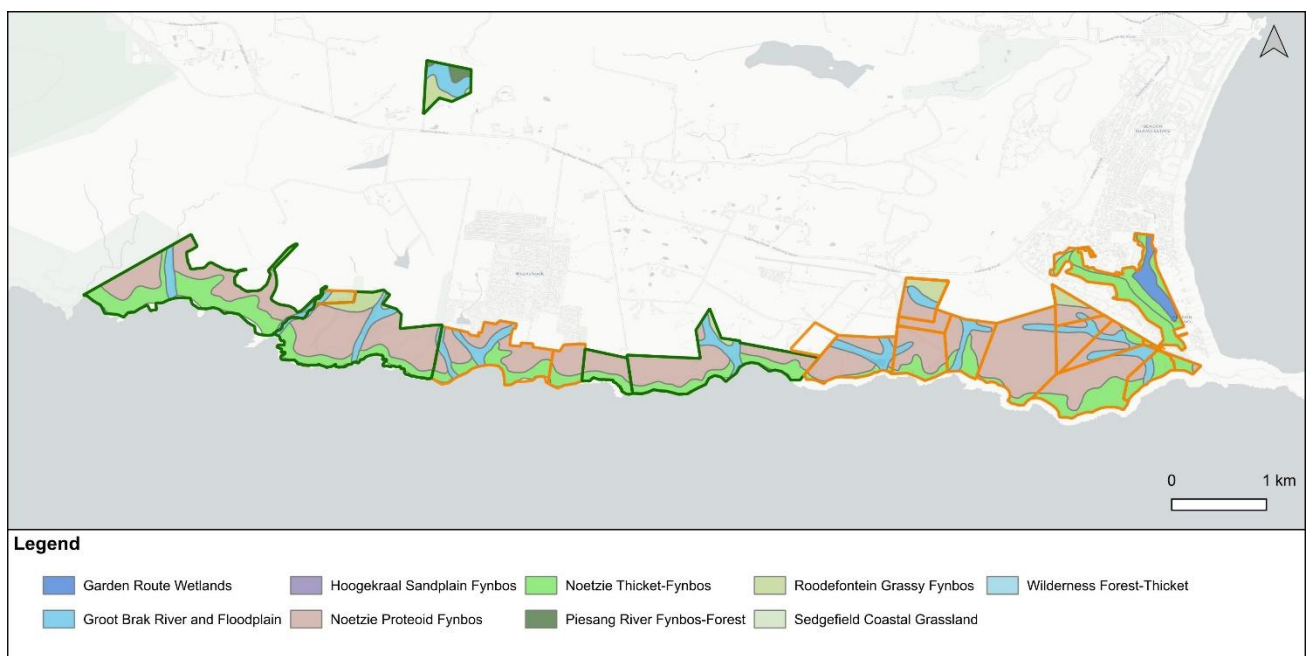 0 1 km
Legend
Garden Route Wetlands
Hoogekraal Sandplain Fynbos
Noetzie Thicket-Fynbos
Roodefontein Grassy Fynbos
Wilderness Forest-Thicket
Groot Brak River and Floodplain
Noetzie Proteoid Fynbos
Piesang River Fynbos-Forest
Sedgefield Coastal Grassland